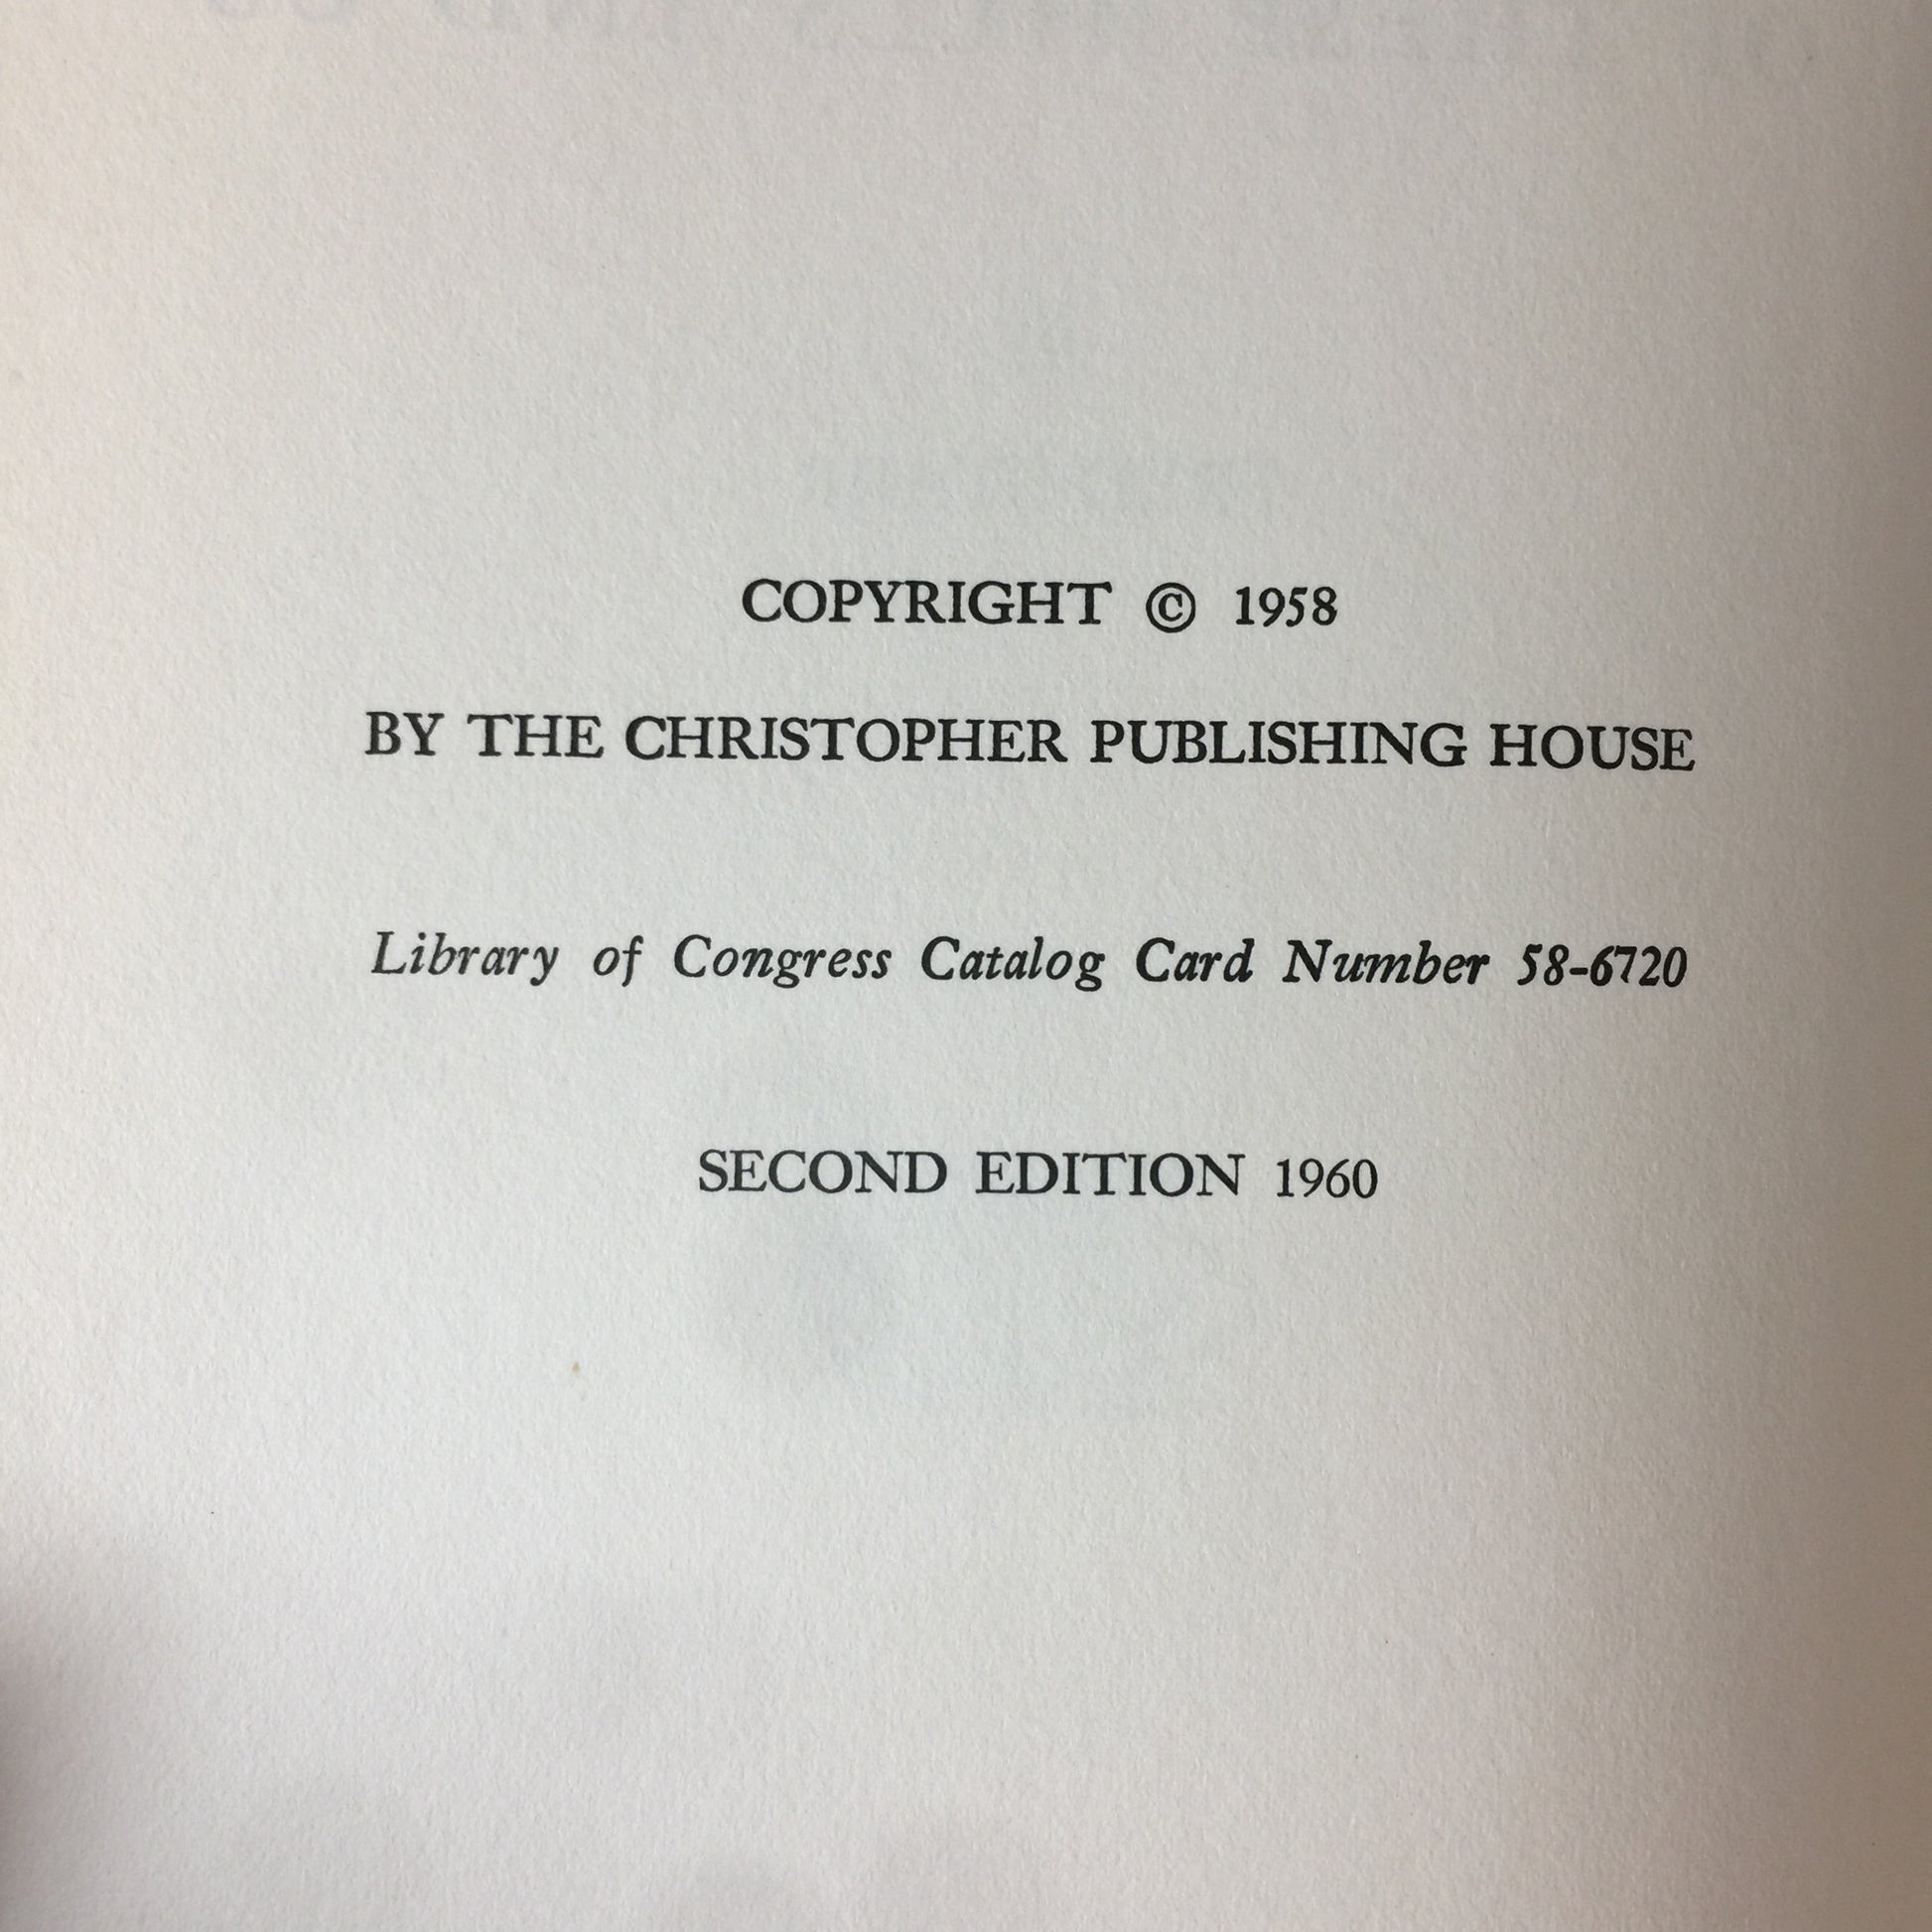 COPYRIGHT © 1958
BY THE CHRISTOPHER PUBLISHING HOUSE
Library of Congress Catalog Card Number 58-6720
SECOND EDITION 1960